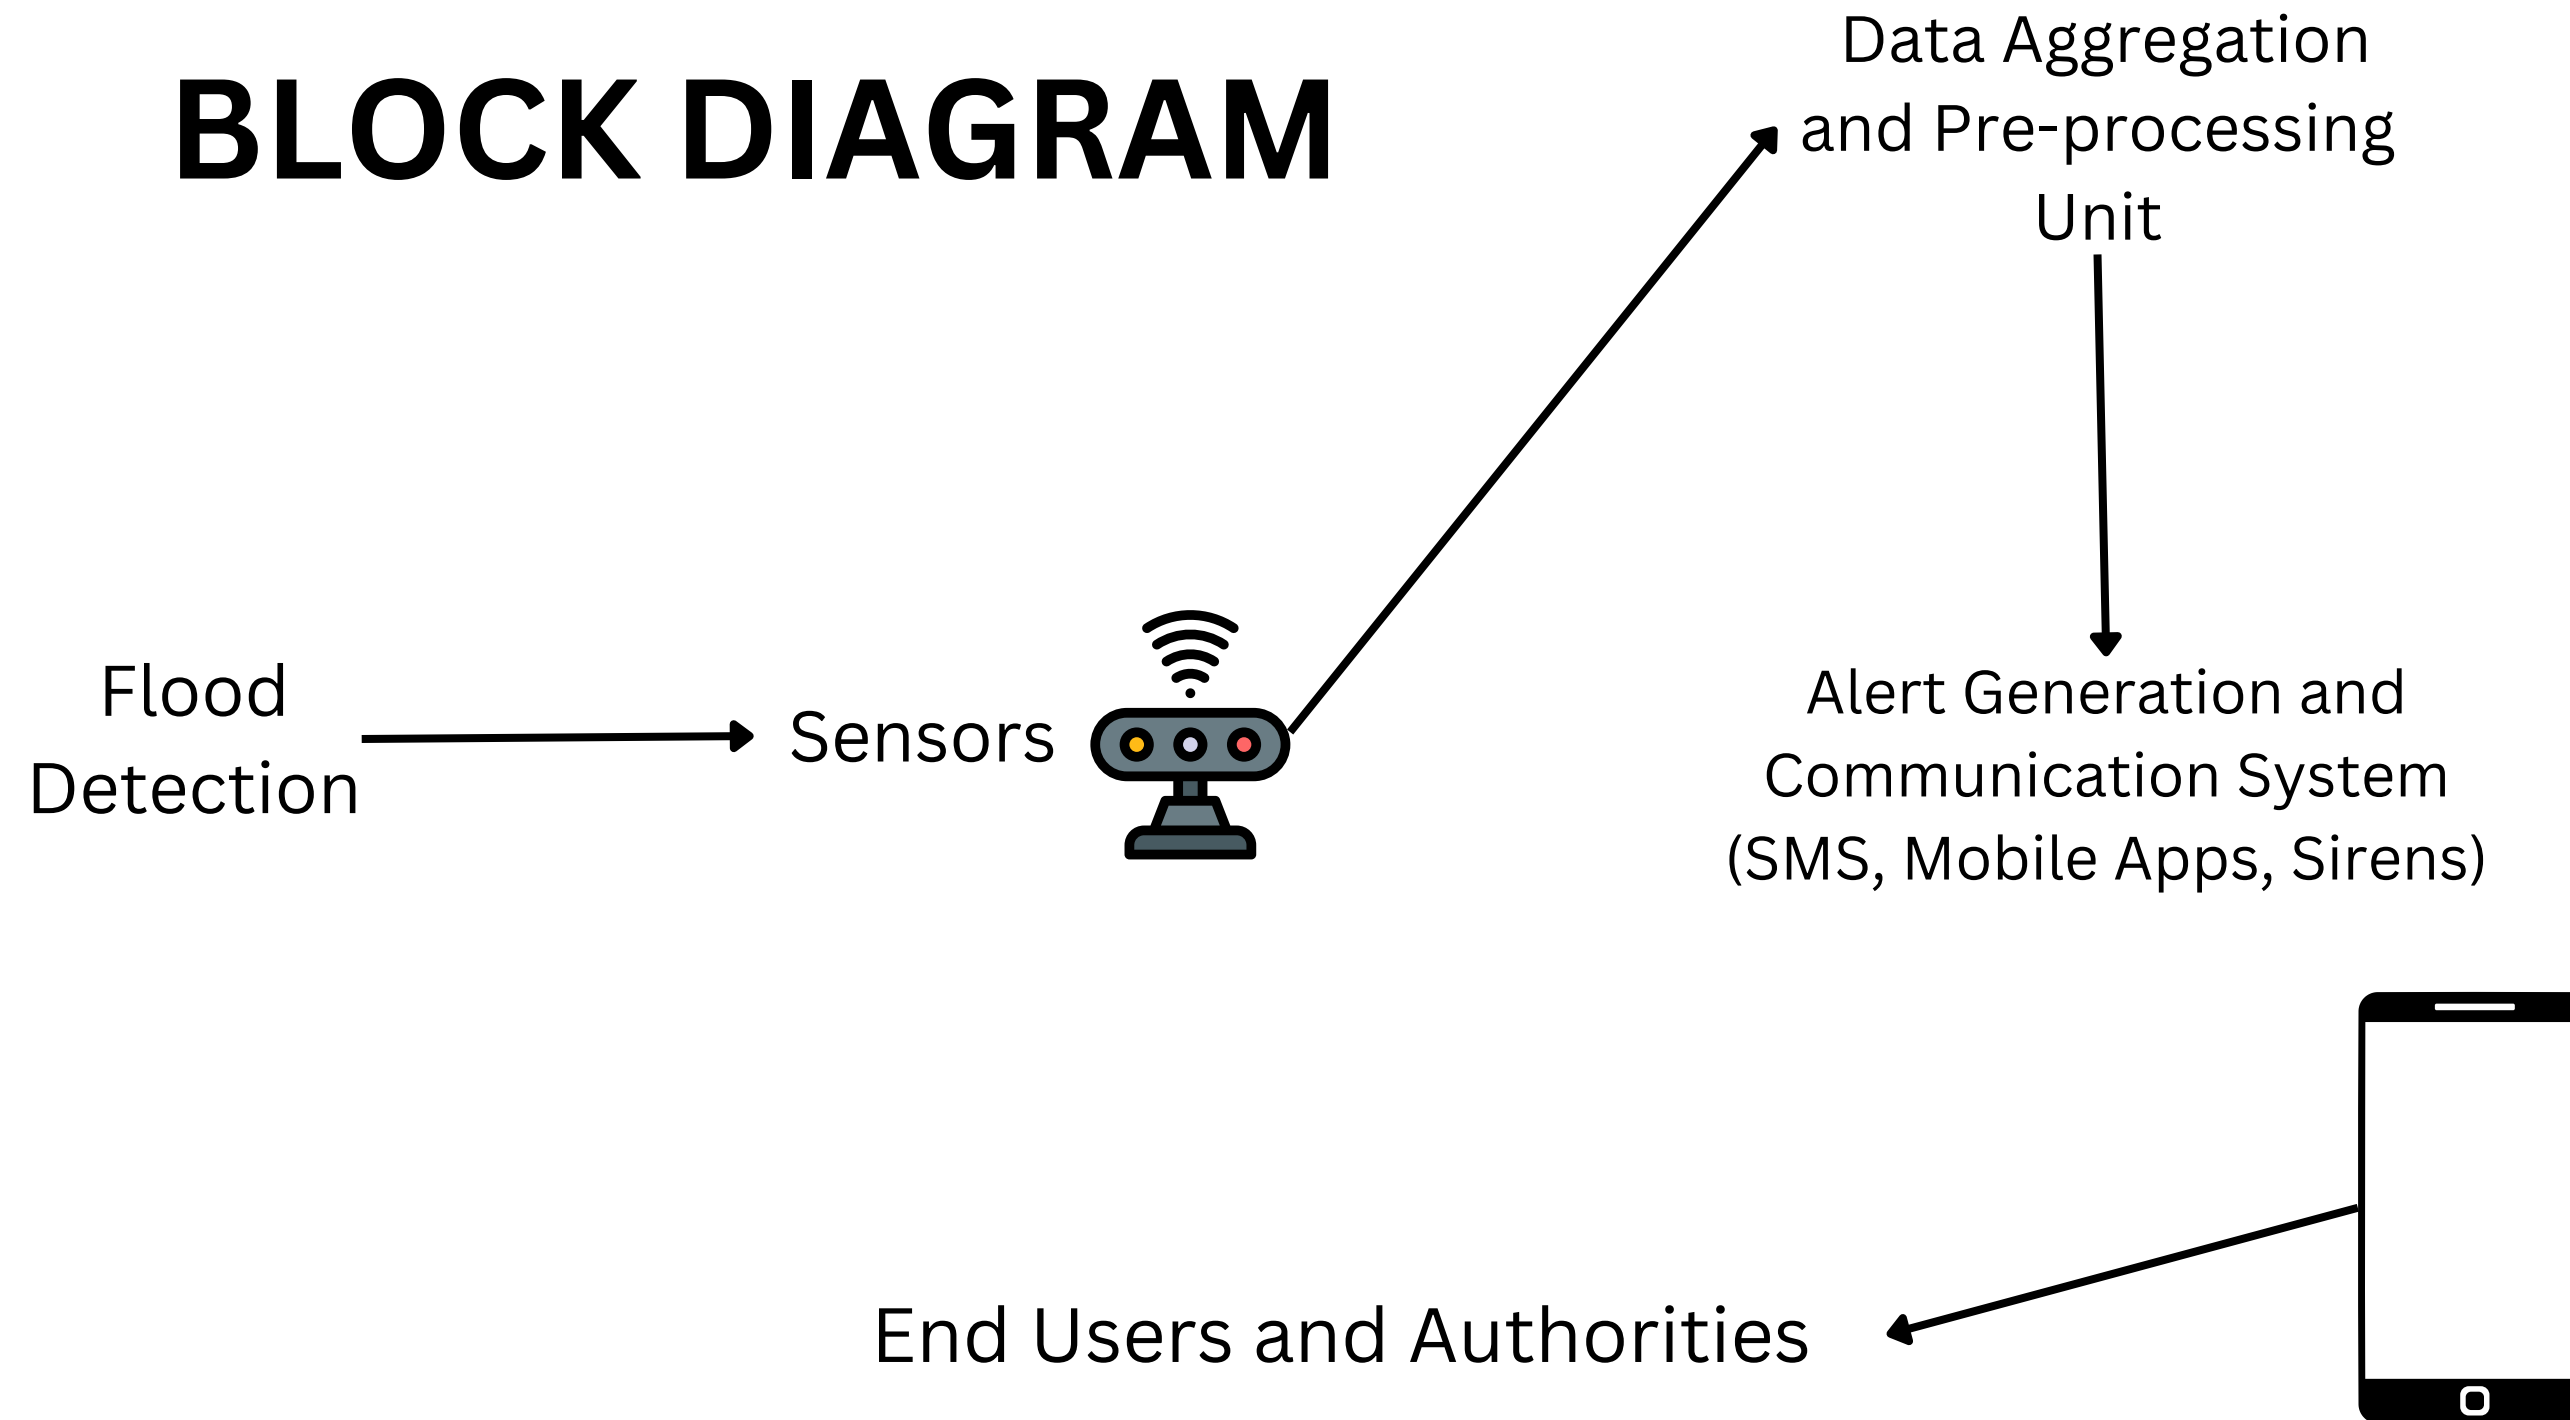 BLOCK DIAGRAM
Data Aggregation
and Pre-processing
Unit
Flood
Detection
Sensors
Alert Generation and
Communication System
(SMS, Mobile Apps, Sirens)
End Users and Authorities